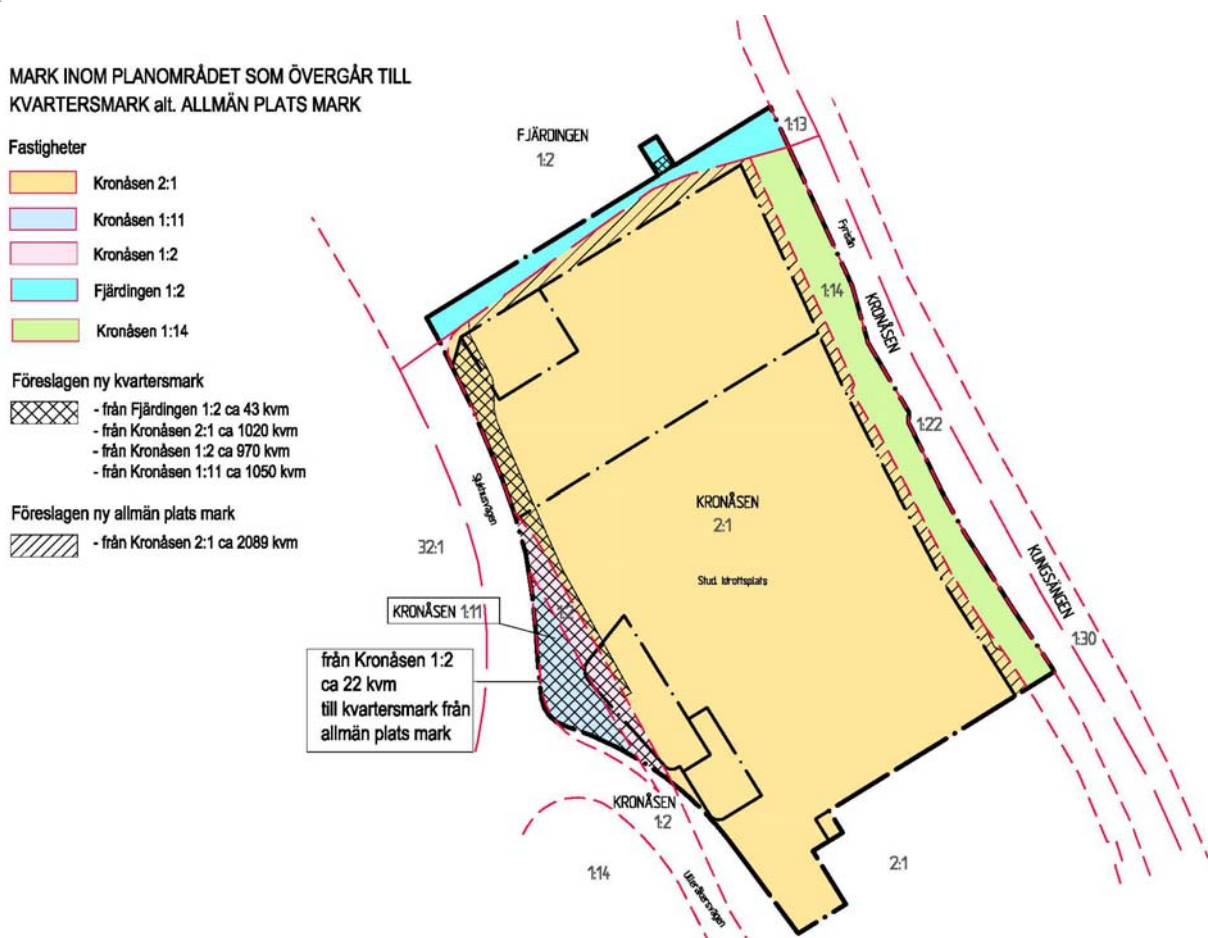 MARK INOM PLANOMRÅDET SOM ÖVERGÅR TILL
KVARTERSMARK alt. ALLMÄN PLATS MARK
Fastigheter
Kronåsen 2:1
Kronåsen 1:11
Kronåsen 1:2
Fjärdingen 1:2
Kronåsen 1:14
Föreslagen ny kvartersmark
- från Fjärdingen 1:2 ca 43 kvm
- från Kronåsen 2:1 ca 1020 kvm
- från Kronåsen 1:2 ca 970 kvm
- från Kronåsen 1:11 ca 1050 kvm
Föreslagen ny allmän plats mark
- från Kronåsen 2:1 ca 2089 kvm
FJÄRDINGEN
1:2
1:13
Fyrisån
1:14
KRONÅSEN
1:22
KRONÅSEN
2:1
Stud. Idrottsplats
Sjukhusvägen
32:1
KRONÅSEN 1:11
1:2
från Kronåsen 1:2
ca 22 kvm
till kvartersmark från
allmän plats mark
KUNGSÄNGEN
1:30
KRONÅSEN
1:2
1:14
Ulleråkersvägen
2:1